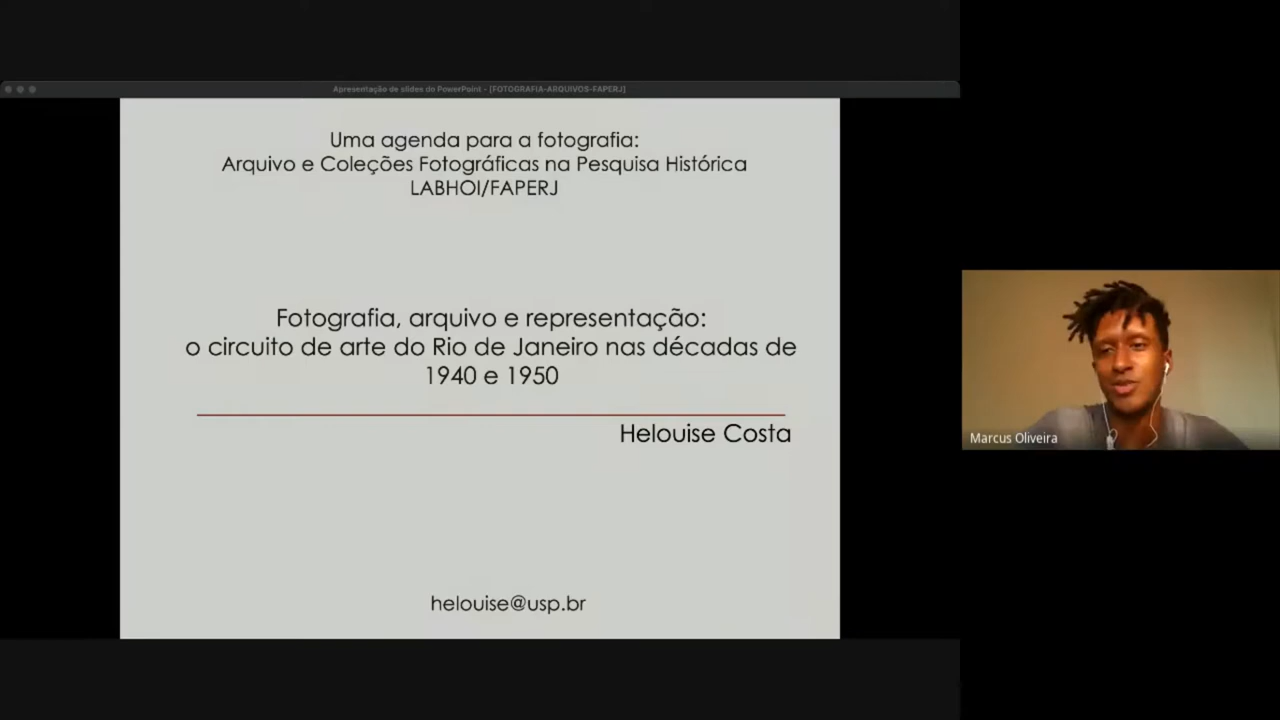 Apresentação de slides do PowerPoint - [FOTOGRAFIA-ARQUIVOS-FAPERJ]
Uma agenda para a fotografia:
Arquivo e Coleções Fotográficas na Pesquisa Histórica
LABHOI/FAPERJ
Fotografia, arquivo e representação:
o circuito de arte do Rio de Janeiro nas décadas de
1940 e 1950
Helouise Costa
helouise@usp.br
Marcus Oliveira